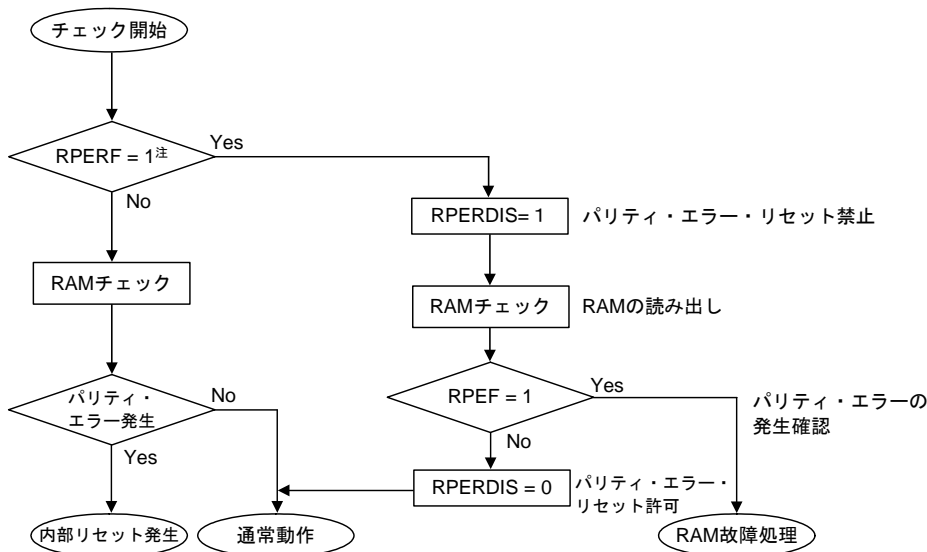 チェック開始
RPERF = 1注
Yes
No
RPERDIS= 1
パリティ・エラー・リセット禁止
RAMチェック
RAMチェック
RAMの読み出し
パリティ・
エラー発生
No
Yes
RPEF = 1
Yes
No
パリティ・エラーの
発生確認
RPERDIS = 0
パリティ・エラー・
リセット許可
内部リセット発生
通常動作
RAM故障処理